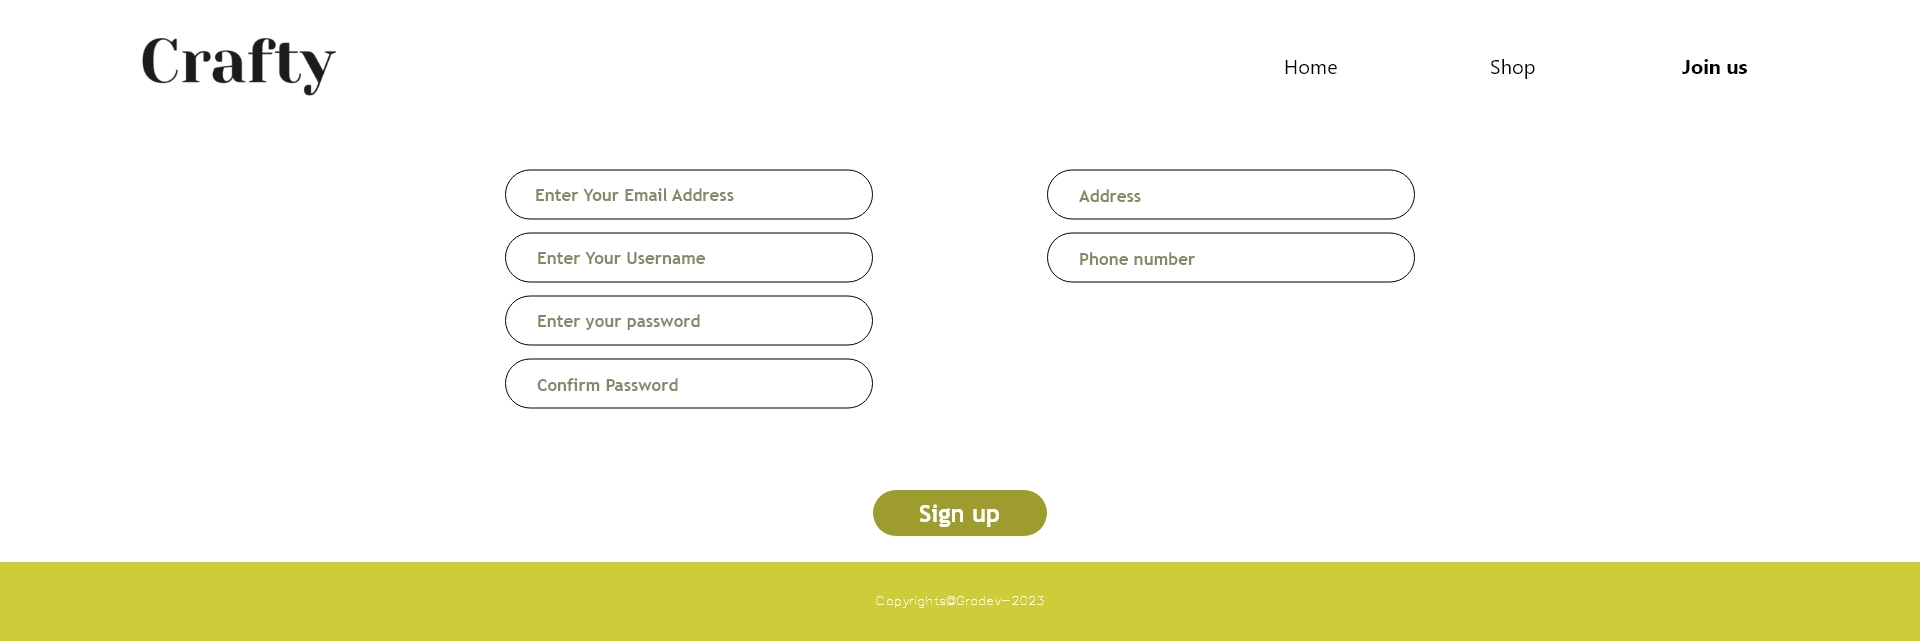 Crafty
Home
Shop
Join us
Enter Your Email Address
Address
Enter Your Username
Phone number
Enter your password
Confirm Password
Sign up
Copyrights@Gradev-2023